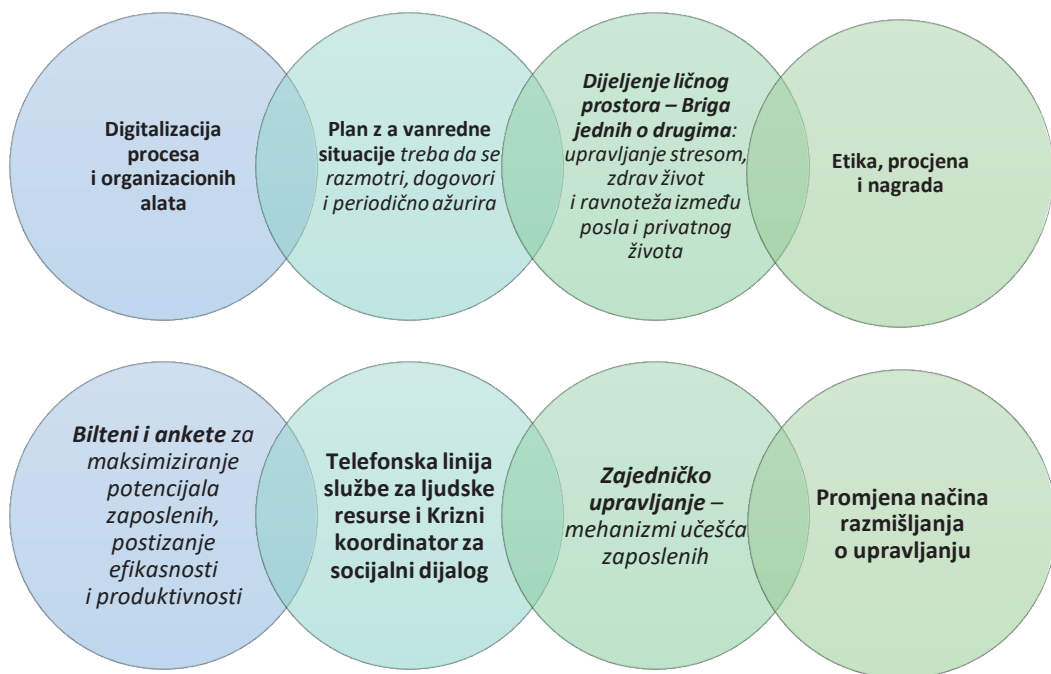 Digitalizacija
procesa
i organizacionih
alata
Plan z a vanredne
situacije treba da se
razmotri, dogovori
i periodično ažurira
Dijeljenje ličnog
prostora – Briga
jednih o drugima:
upravljanje stresom,
zdrav život
i ravnoteža između
posla i privatnog
života
Etika, procjena
i nagrada
Bilteni i ankete za
maksimiziranje
potencijala
zaposlenih,
postizanje
efikasnosti
i produktivnosti
Telefonska linija
službe za ljudske
resurse i Krizni
koordinator za
socijalni dijalog
Zajedničko
upravljanje –
mehanizmi učešća
zaposlenih
Promjena načina
razmišljanja
o upravljanju